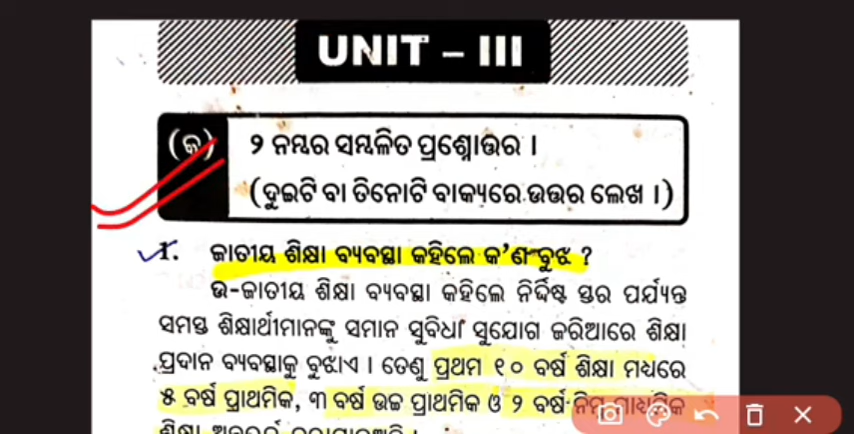 UNIT – III
(କ) ୨ ନମ୍ବର ସମ୍ବଳିତ ପ୍ରଶ୍ନୋତ୍ତର ।
(ଦୁଇଟି ବା ତିନୋଟି ବାକ୍ୟରେ ଉତ୍ତର ଲେଖ ।)
1. ଜାତୀୟ ଶିକ୍ଷା ବ୍ୟବସ୍ଥା କହିଲେ କ'ଣ ବୁଝ ?
ଉ-ଜାତୀୟ ଶିକ୍ଷା ବ୍ୟବସ୍ଥା କହିଲେ ନିର୍ଦ୍ଦିଷ୍ଟ ସ୍ତର ପର୍ଯ୍ୟନ୍ତ
ସମସ୍ତ ଶିକ୍ଷାର୍ଥୀମାନଙ୍କୁ ସମାନ ସୁବିଧା ସୁଯୋଗ ଜରିଆରେ ଶିକ୍ଷା
ପ୍ରଦାନ ବ୍ୟବସ୍ଥାକୁ ବୁଝାଏ । ତେଣୁ ପ୍ରଥମ ୧୦ ବର୍ଷ ଶିକ୍ଷା ମଧ୍ୟରେ
୫ ବର୍ଷ ପ୍ରାଥମିକ, ୩ ବର୍ଷ ଉଚ୍ଚ ପ୍ରାଥମିକ ଓ ୨ ବର୍ଷ ନିମ୍ନ ମାଧ୍ୟମିକ